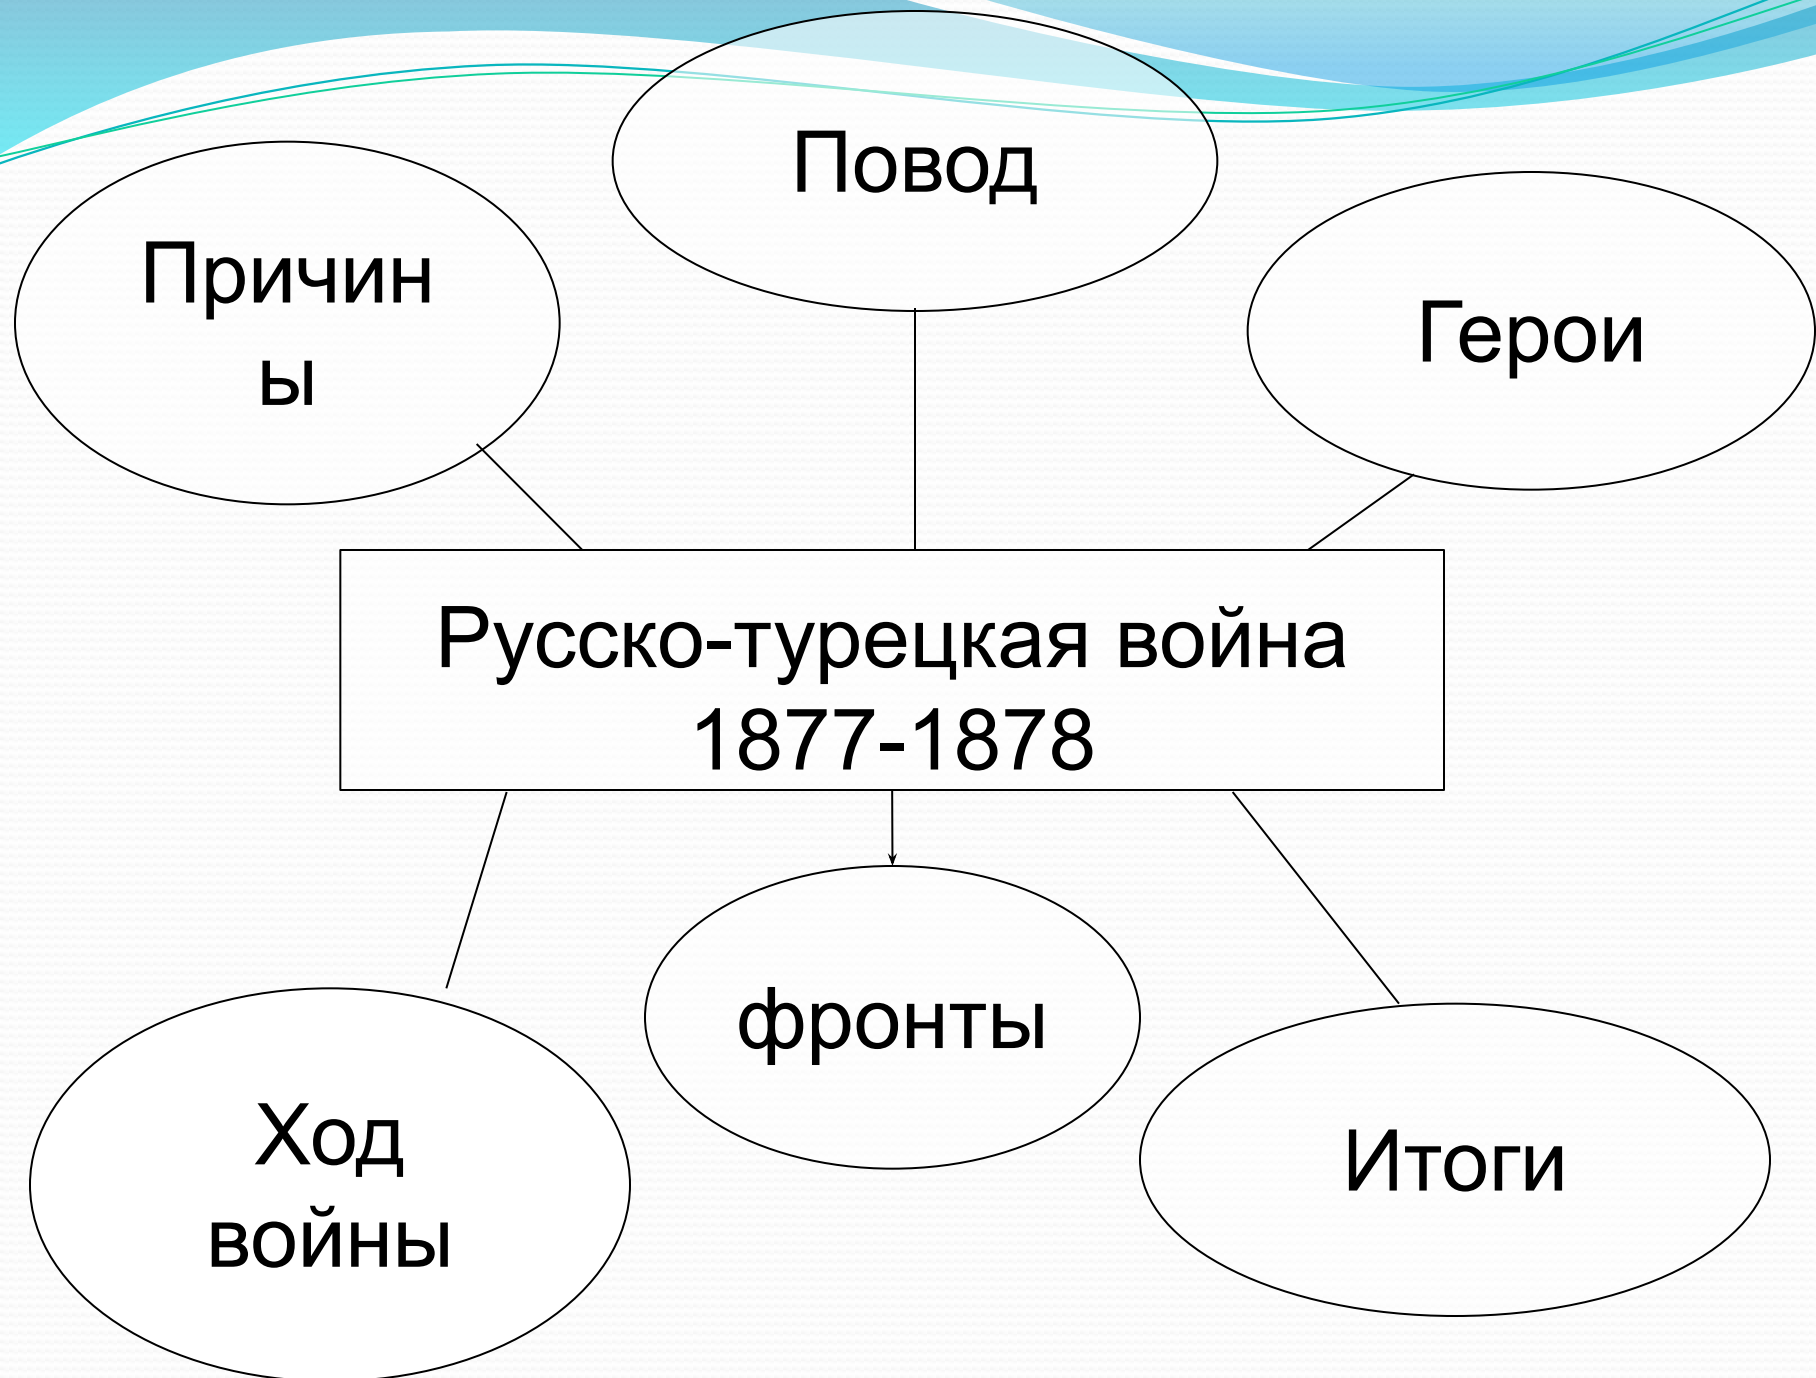 Повод
Причин
ы
Герои
Русско-турецкая война
1877-1878
фронты
Ход
войны
Итоги